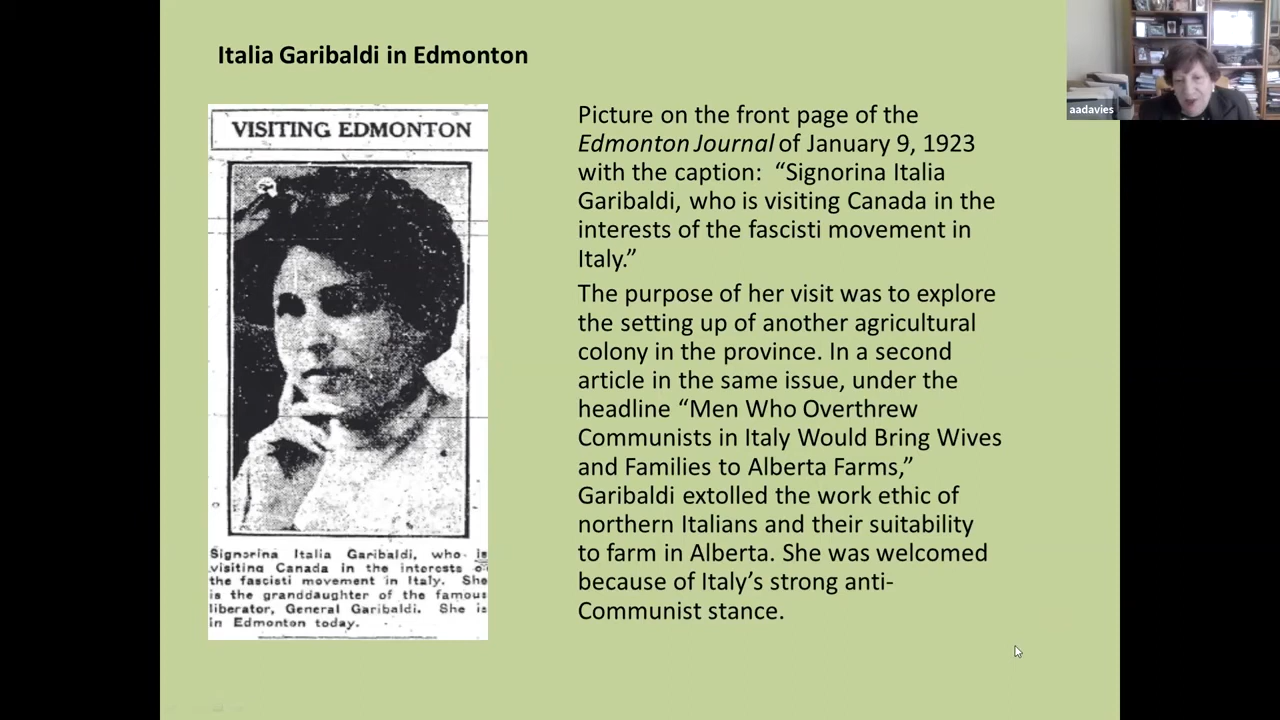 Italia Garibaldi in Edmonton
VISITING EDMONTON
Signorina Italia Garibaldi, who is
visiting Canada in the interests of
the fascisti movement in Italy. She
is the granddaughter of the famous
liberator, General Garibaldi. She is
in Edmonton today.
Picture on the front page of the
Edmonton Journal of January 9, 1923
with the caption: “Signorina Italia
Garibaldi, who is visiting Canada in the
interests of the fascisti movement in
Italy.”
The purpose of her visit was to explore
the setting up of another agricultural
colony in the province. In a second
article in the same issue, under the
headline “Men Who Overthrew
Communists in Italy Would Bring Wives
and Families to Alberta Farms,”
Garibaldi extolled the work ethic of
northern Italians and their suitability
to farm in Alberta. She was welcomed
because of Italy’s strong anti-
Communist stance.
aadavies